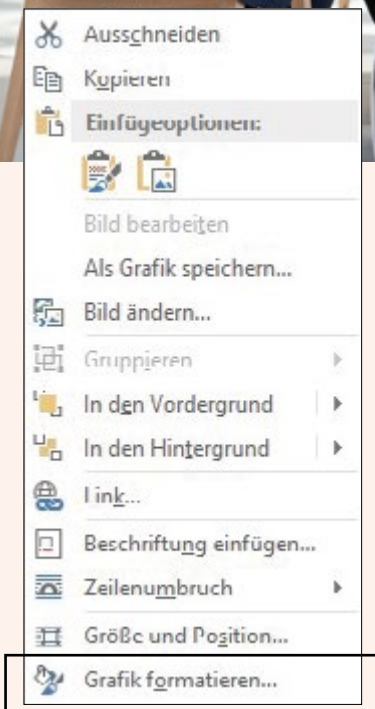 Ausschneiden
Kopieren
Einfügeoptionen:
Bild bearbeiten
Als Grafik speichern...
Bild ändern...
Gruppieren
In den Vordergrund
In den Hintergrund
Link...
Beschriftung einfügen...
Zeilenumbruch
Größe und Position...
Grafik formatieren...